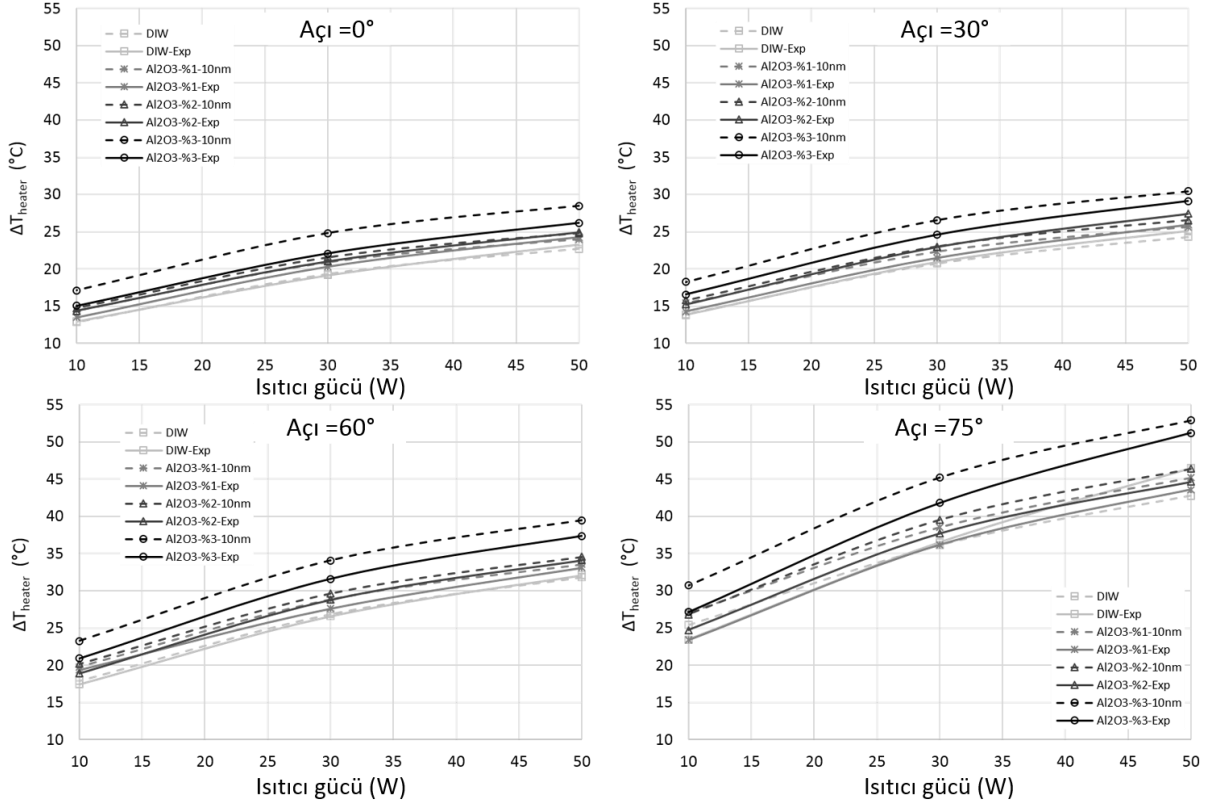 Açı =0°
DIW
DIW-Exp
Al2O3-%1-10nm
Al2O3-%1-Exp
Al2O3-%2-10nm
Al2O3-%2-Exp
Al2O3-%3-10nm
Al2O3-%3-Exp
ΔTheater (°C)
55
50
45
40
35
30
25
20
15
10
10 15 20 25 30 35 40 45 50
Isıtıcı gücü (W)
Açı =30°
DIW
DIW-Exp
Al2O3-%1-10nm
Al2O3-%1-Exp
Al2O3-%2-10nm
Al2O3-%2-Exp
Al2O3-%3-10nm
Al2O3-%3-Exp
ΔTheater (°C)
55
50
45
40
35
30
25
20
15
10
10 15 20 25 30 35 40 45 50
Isıtıcı gücü (W)
Açı =60°
DIW
DIW-Exp
Al2O3-%1-10nm
Al2O3-%1-Exp
Al2O3-%2-10nm
Al2O3-%2-Exp
Al2O3-%3-10nm
Al2O3-%3-Exp
ΔTheater (°C)
55
50
45
40
35
30
25
20
15
10
10 15 20 25 30 35 40 45 50
Isıtıcı gücü (W)
Açı =75°
DIW
DIW-Exp
Al2O3-%1-10nm
Al2O3-%1-Exp
Al2O3-%2-10nm
Al2O3-%2-Exp
Al2O3-%3-10nm
Al2O3-%3-Exp
ΔTheater (°C)
55
50
45
40
35
30
25
20
15
10
10 15 20 25 30 35 40 45 50
Isıtıcı gücü (W)